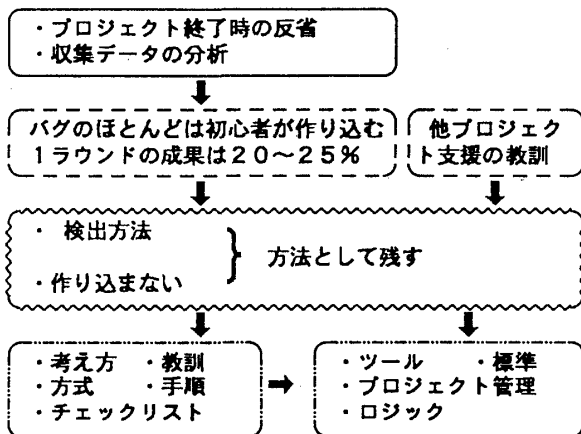 ・プロジェクト終了時の反省
・収集データの分析
バグのほとんどは初心者が作り込む
1ラウンドの成果は20～25%
他プロジェク
ト支援の教訓
・ 検出方法
・作り込まない
方法として残す
・考え方 ・教訓
・方式 ・手順
・チェックリスト
・ツール ・標準
・プロジェクト管理
・ロジック